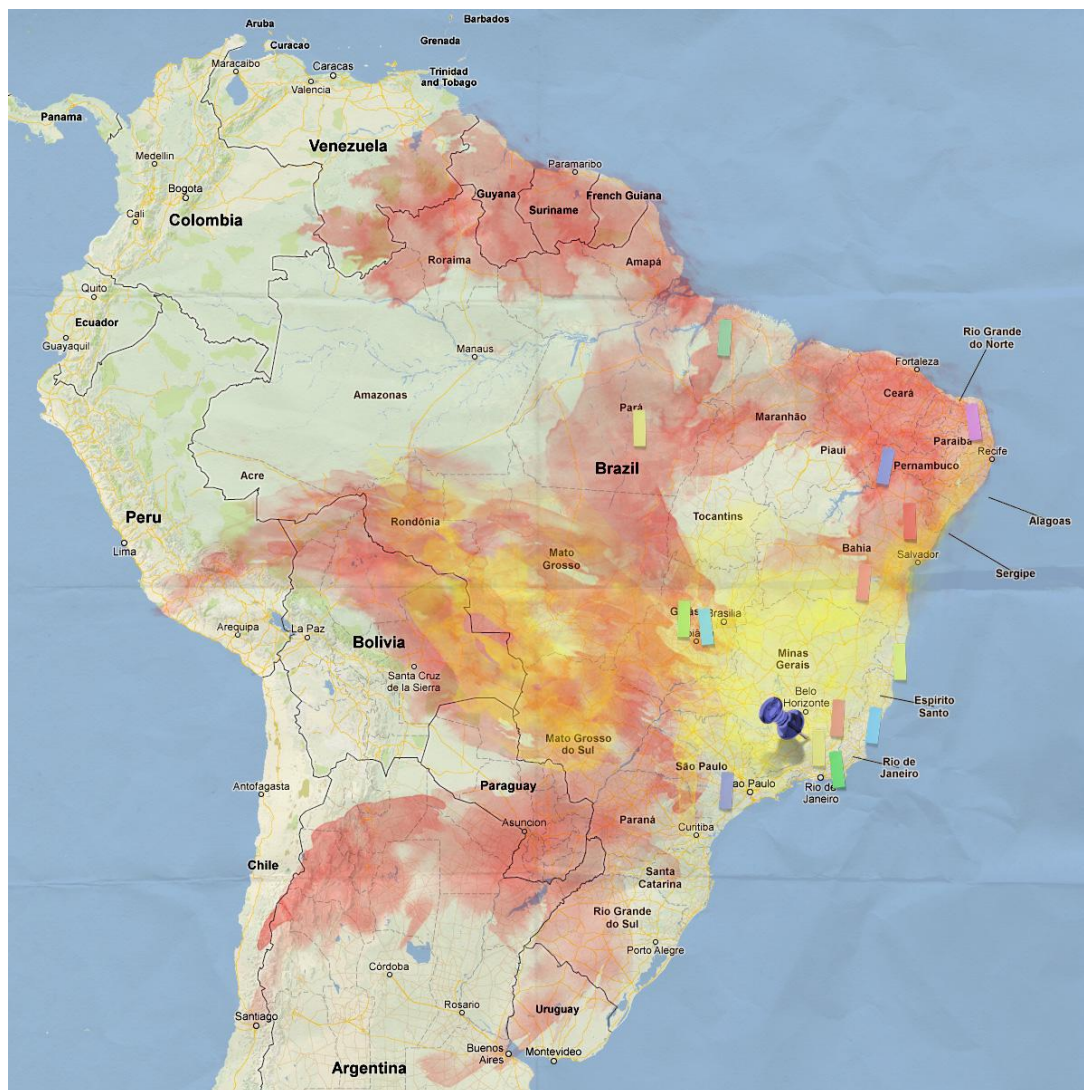 Aruba
Barbados
Curacao
Grenada
Maracaibo
Caracas
Trinidad
and Tobago
Valencia
Panama
Venezuela
Medellin
Paramaribo
Bogota
Guyana
French Guiana
Suriname
Cali
Colombia
Roraima
Amapá
Quito
Ecuador
Rio Grande
do Norte
Guayaquil
Manaus
Fortaleza
Amazonas
Ceará
Pará
Maranhão
Paraiba
Piaui
Recife
Brazil
Pernambuco
Acre
Peru
Tocantins
Rondônia
Alagoas
Lima
Mato
Grosso
Bahia
Salvador
Sergipe
Brasilia
Arequipa
La Paz
Bolivia
Minas
Gerais
Santa Cruz
de la Sierra
Belo
Horizonte
Espirito
Santo
Mato Grosso
do Sul
São Paulo
Rio de
Janeiro
Paraguay
Antofagasta
Paulo
Rio de
Janeiro
Asuncion
Paraná
Curitiba
Chile
Santa
Catarina
Rio Grande
do Sul
Porto Alegre
Córdoba
Rosario
Uruguay
Santiago
Buenos
Aires
Montevideo
Argentina